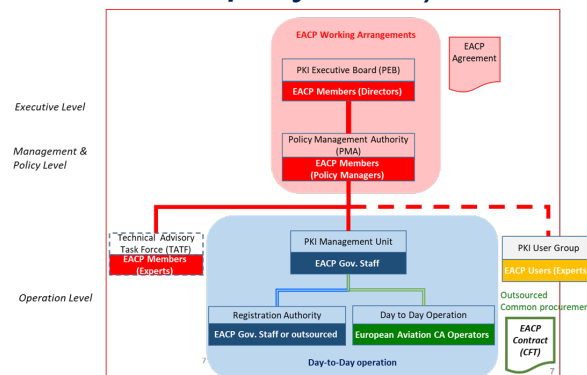 EACP Working Arrangements
EACP
Agreement
PKI Executive Board (PEB)
EACP Members (Directors)
Executive Level
Policy Management Authority
(PMA)
EACP Members
(Policy Managers)
Management &
Policy Level
Technical Advisory
Task Force (TATF)
EACP Members
(Experts)
PKI Management Unit
EACP Gov. Staff
PKI User Group
EACP Users (Experts
Operation Level
Outsourced
Common procuremen
Registration Authority
EACP Gov. Staff or outsourced
Day to Day Operation
European Aviation CA Operators
EACP
Contract
(CFT)
7
Day-to-Day operation
7